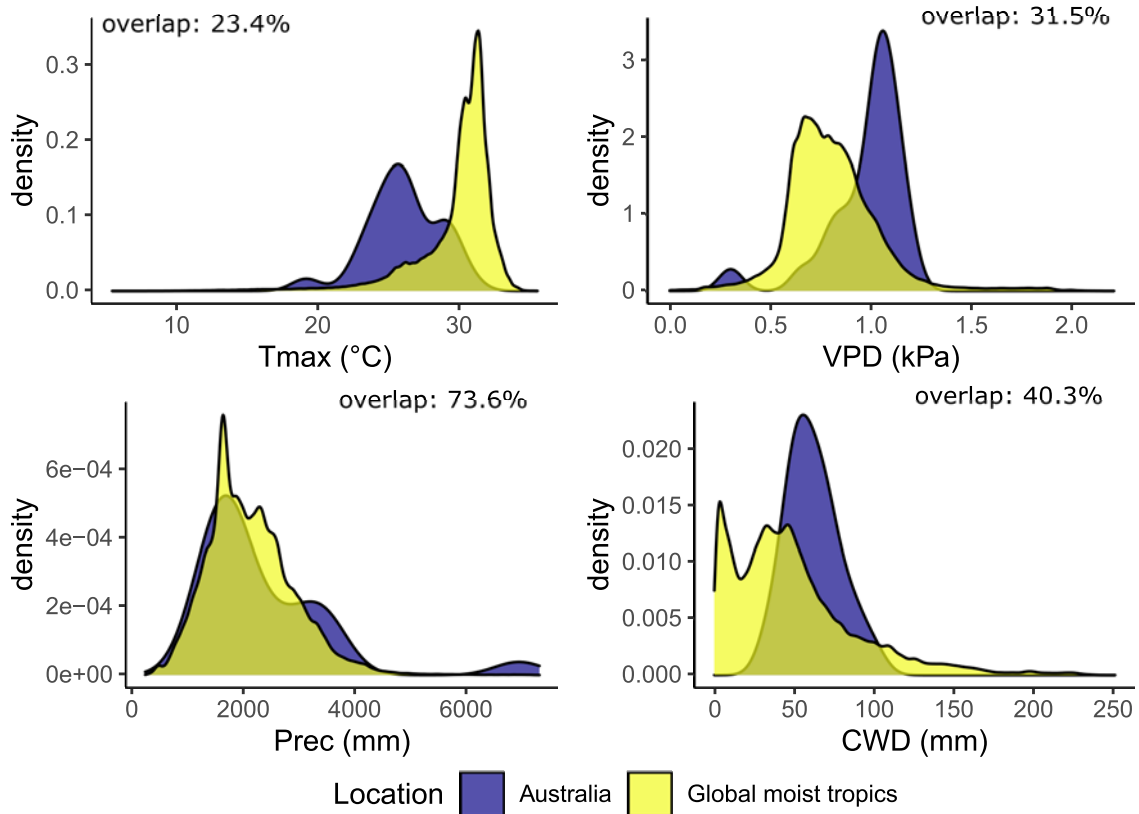 overlap: 23.4%
density
0.3
0.2
0.1
0.0
10 20 30
Tmax (°C)
overlap: 31.5%
density
3
2
1
0
0.0 0.5 1.0 1.5 2.0
VPD (kPa)
overlap: 73.6%
density
6e−04
4e−04
2e−04
0e+00
0 2000 4000 6000
Prec (mm)
overlap: 40.3%
density
0.020
0.015
0.010
0.005
0.000
0 50 100 150 200 250
CWD (mm)
Location Australia Global moist tropics